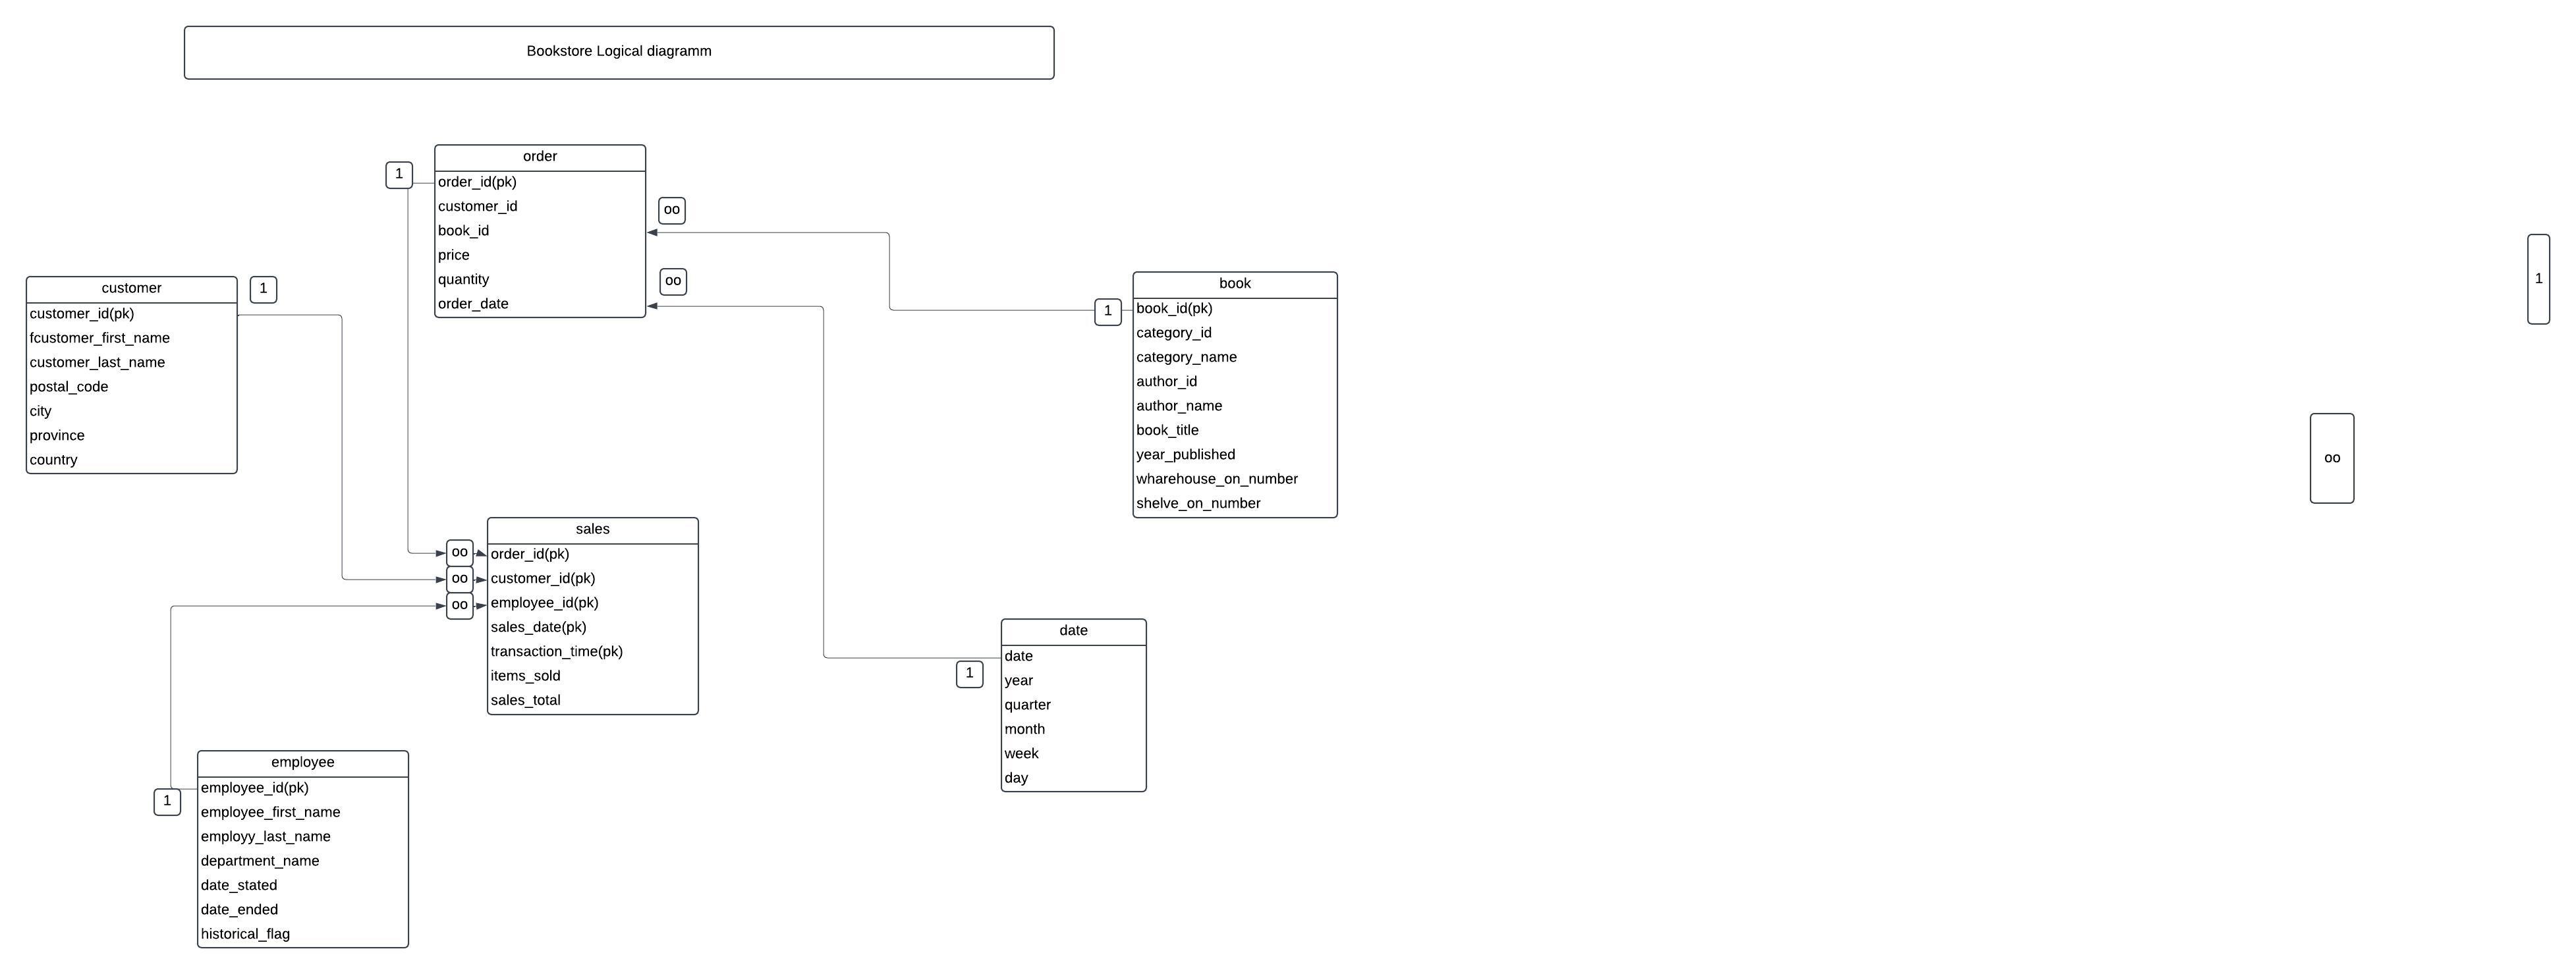 Bookstore Logical diagramm
order
1
order_id(pk)
customer_id
book_id
price
quantity
order_date
oo
oo
customer
1
customer_id(pk)
fcustomer_first_name
customer_last_name
postal_code
city
province
country
book
1
book_id(pk)
category_id
category_name
author_id
author_name
book_title
year_published
wharehouse_on_number
shelve_on_number
1
oo
sales
oo
order_id(pk)
oo
customer_id(pk)
oo
employee_id(pk)
sales_date(pk)
transaction_time(pk)
items_sold
sales_total
date
1
date
year
quarter
month
week
day
employee
1
employee_id(pk)
employee_first_name
employy_last_name
department_name
date_stated
date_ended
historical_flag